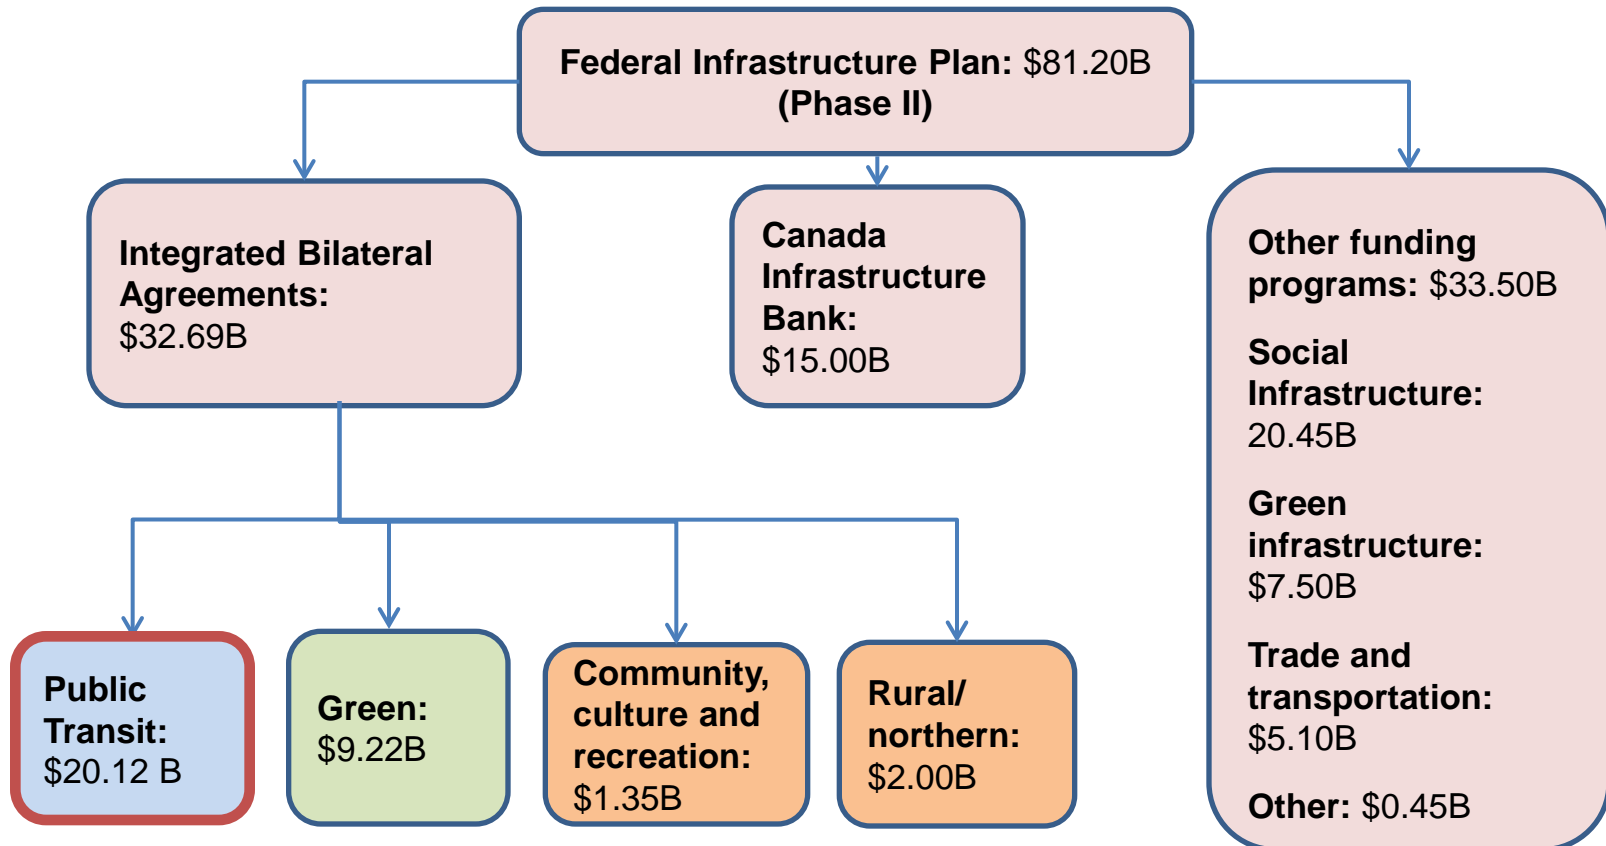 Federal Infrastructure Plan: $81.20B
(Phase II)
Integrated Bilateral
Agreements:
$32.69B
Canada
Infrastructure
Bank:
$15.00B
Other funding
programs: $33.50B
Social
Infrastructure:
20.45B
Green
infrastructure:
$7.50B
Trade and
transportation:
$5.10B
Other: $0.45B
Public
Transit:
$20.12 B
Green:
$9.22B
Community,
culture and
recreation:
$1.35B
Rural/
northern:
$2.00B